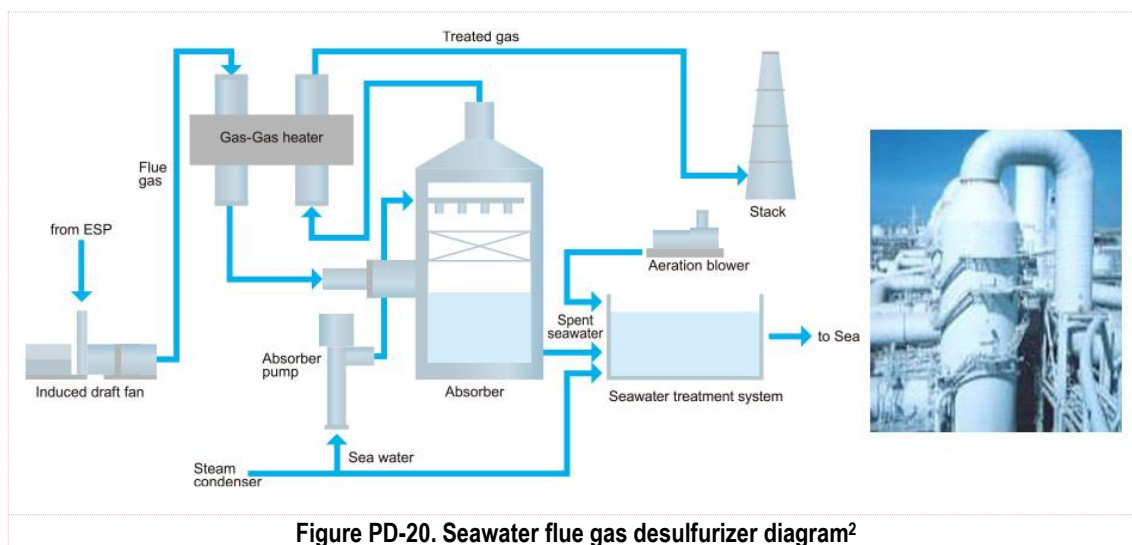 Treated gas
Gas-Gas heater
Flue
gas
Stack
from ESP
Aeration blower
Spent
seawater
to Sea
Absorber
pump
Induced draft fan
Absorber
Seawater treatment system
Sea water
Steam
condenser
Figure PD-20. Seawater flue gas desulfurizer diagram²